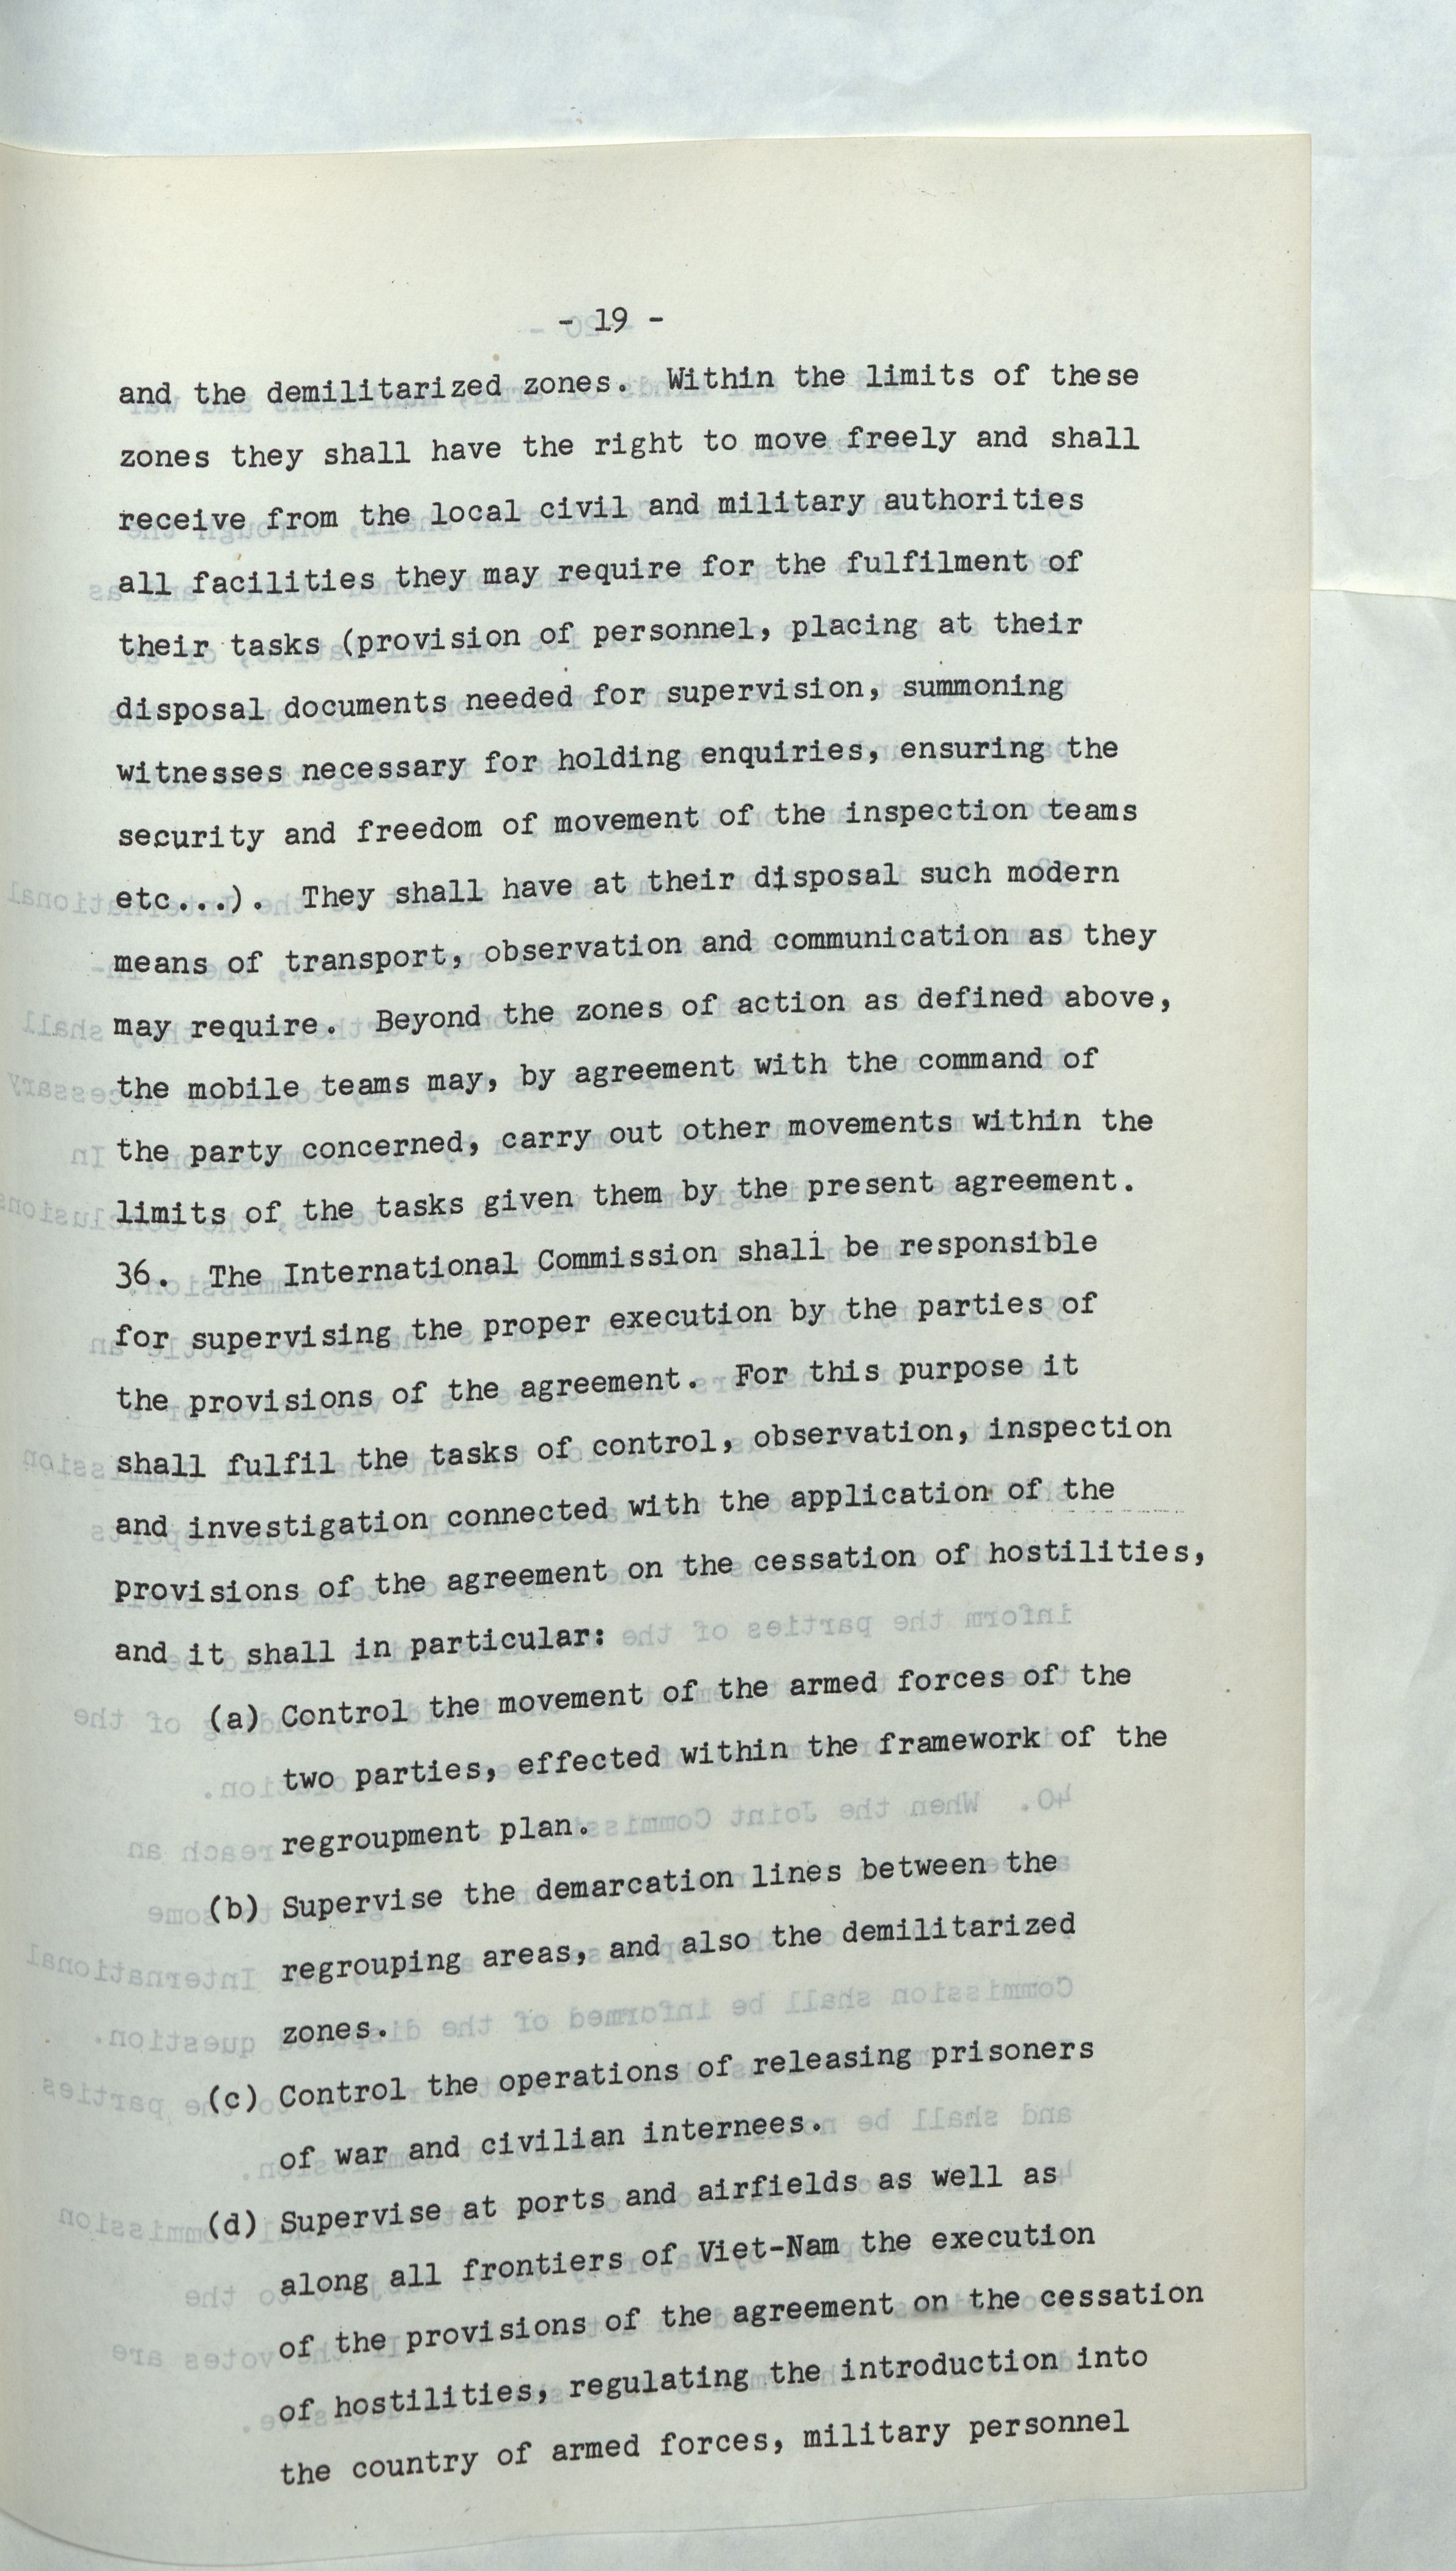 - 19 -
and the demilitarized zones. Within the limits of these
zones they shall have the right to move freely and shall
receive from the local civil and military authorities
all facilities they may require for the fulfilment of
their tasks (provision of personnel, placing at their
disposal documents needed for supervision, summoning
witnesses necessary for holding enquiries, ensuring the
security and freedom of movement of the inspection teams
etc...). They shall have at their disposal such modern
means of transport, observation and communication as they
may require. Beyond the zones of action as defined above,
the mobile teams may, by agreement with the command of
the party concerned, carry out other movements within the
limits of the tasks given them by the present agreement.
36. The International Commission shall be responsible
for supervising the proper execution by the parties of
the provisions of the agreement. For this purpose it
shall fulfil the tasks of control, observation, inspection
and investigation connected with the application of the
provisions of the agreement on the cessation of hostilities,
and it shall in particular:
(a) Control the movement of the armed forces of the
two parties, effected within the framework of the
regroupment plan.
(b) Supervise the demarcation lines between the
regrouping areas, and also the demilitarized
zones.
(c) Control the operations of releasing prisoners
of war and civilian internees.
(d) Supervise at ports and airfields as well as
along all frontiers of Viet-Nam the execution
of the provisions of the agreement on the cessation
of hostilities, regulating the introduction into
the country of armed forces, military personnel